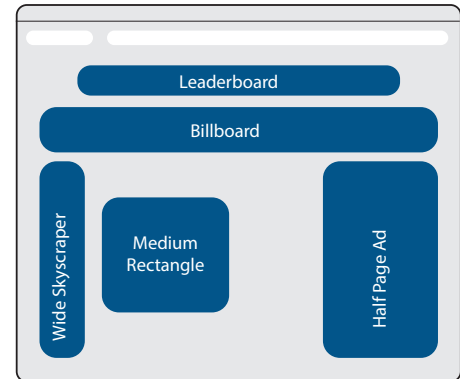 Leaderboard
Billboard
Wide Skyscraper
Medium
Rectangle
Half Page Ad